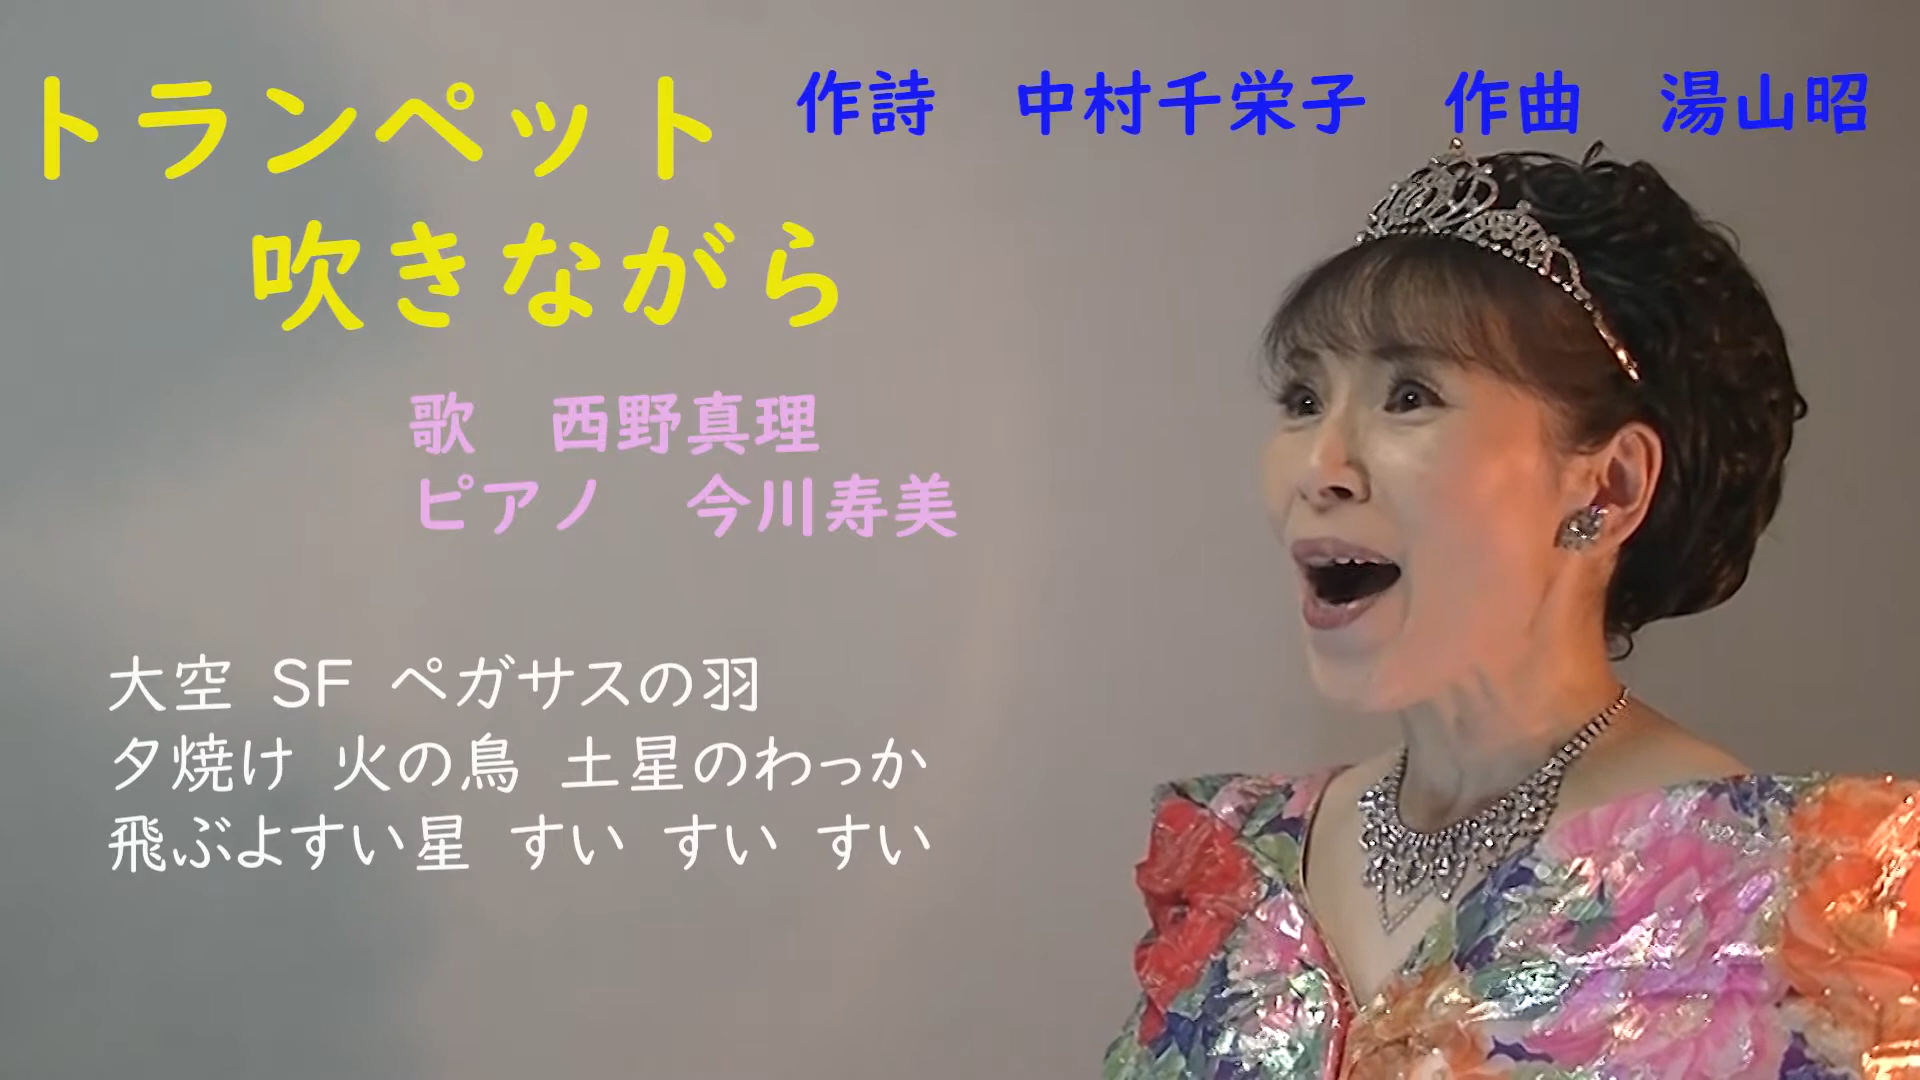 トランペット
吹きながら
作詩　中村千栄子　作曲　湯山昭
歌　西野真理
ピアノ　今川寿美
大空 SF ペガサスの羽
夕焼け 火の鳥 土星のわっか
飛ぶよすい星 すい すい すい